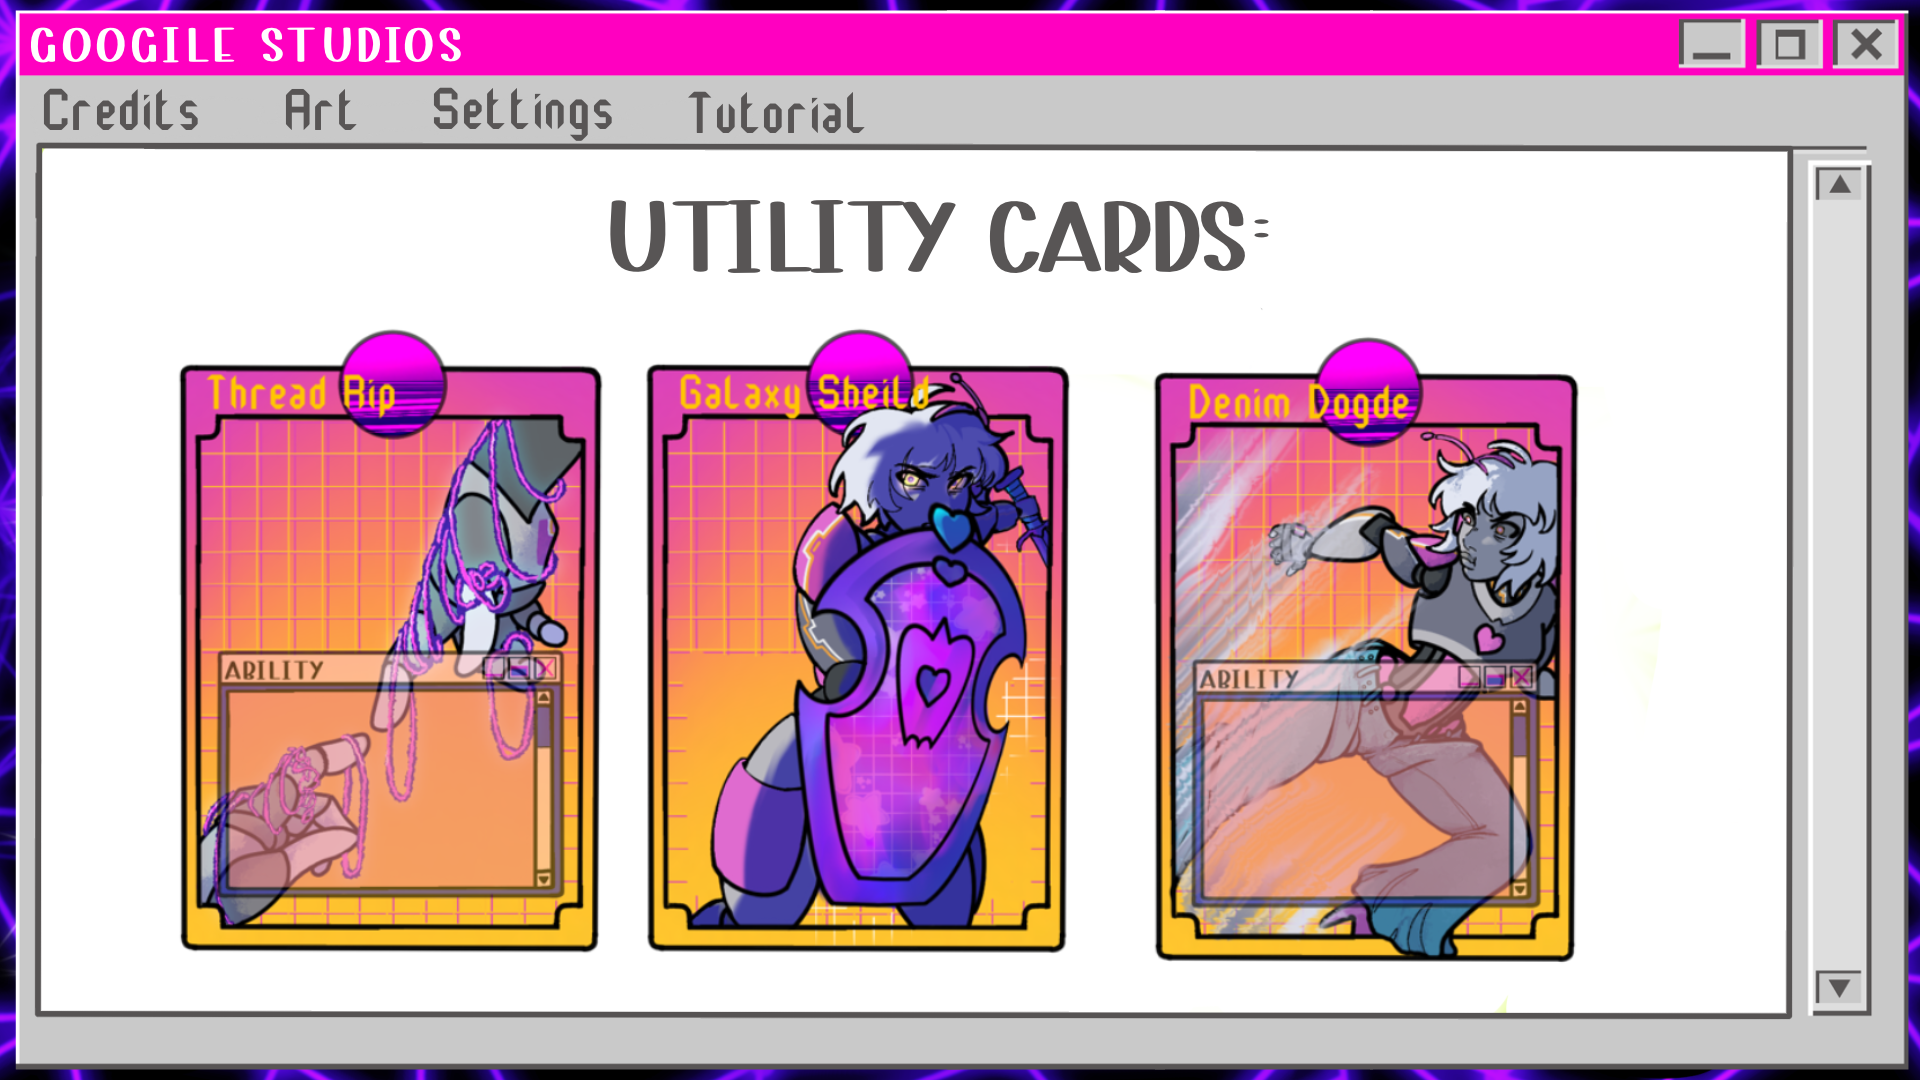 GOOGILE STUDIOS
Credits Art Settings Tutorial
UTILITY CARDS:
Thread Rip
Galaxy Sheild
Denim Dogde
ABILITY
ABILITY